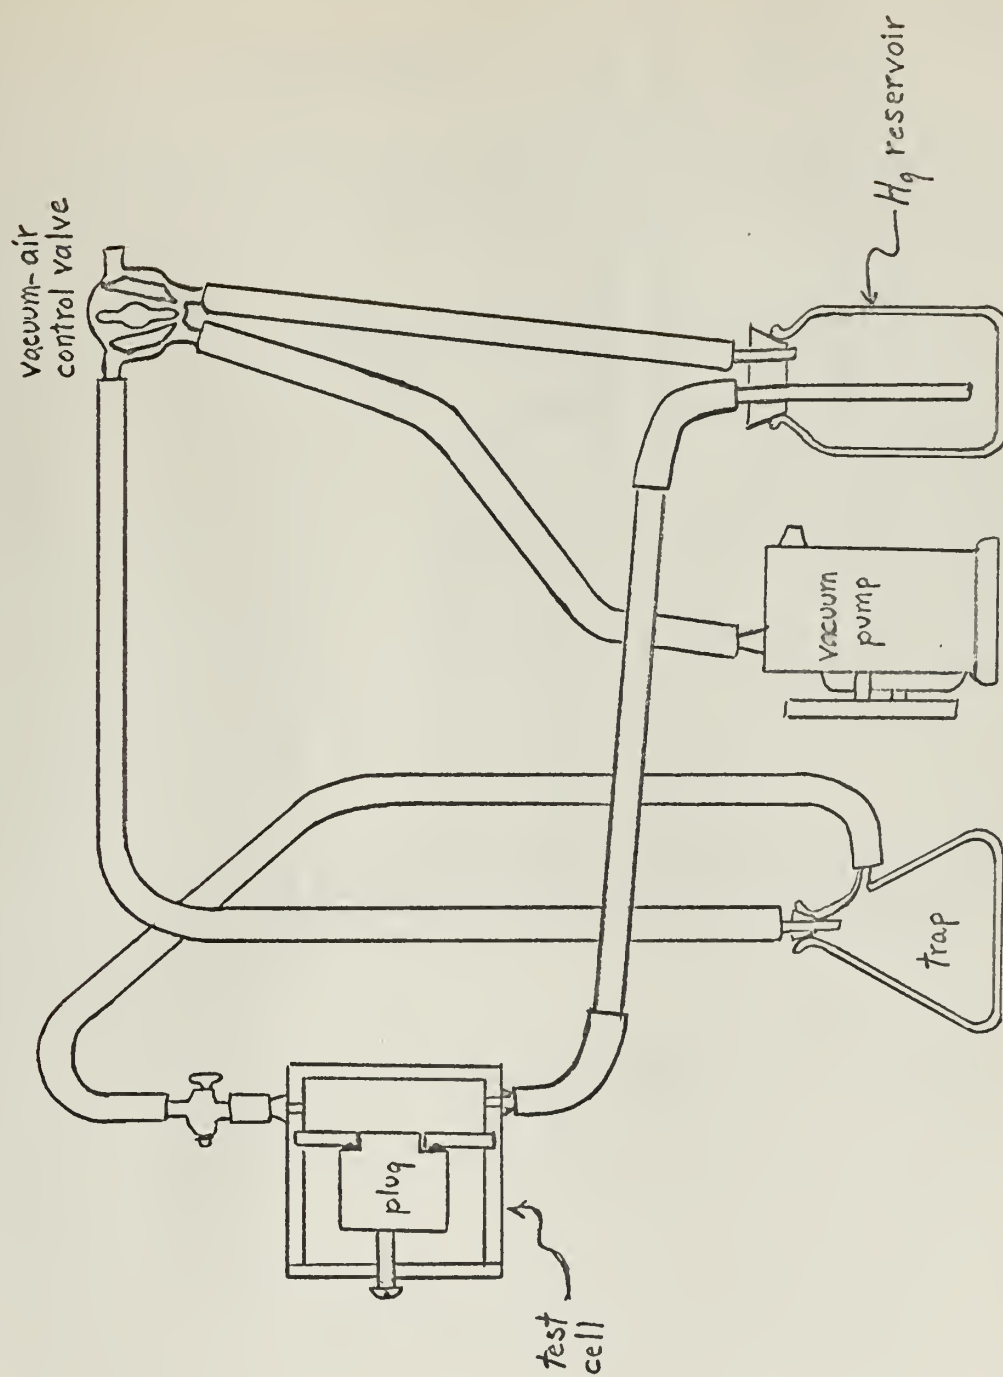 vacuum-air
control valve
Hg reservoir
vacuum
pump
trap
plug
test
cell